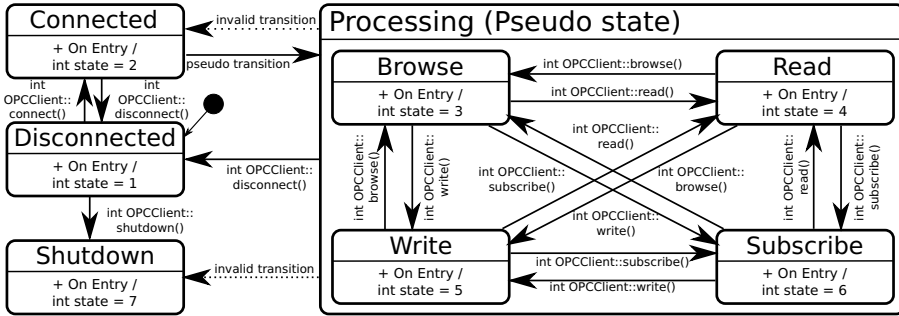 Connected
+ On Entry /
int state = 2
invalid transition
pseudo transition
Processing (Pseudo state)
int
OPCClient::
connect()
int
OPCClient::
disconnect()
Disconnected
+ On Entry /
int state = 1
int OPCClient::
disconnect()
int OPCClient::
shutdown()
Shutdown
+ On Entry /
int state = 7
invalid transition
Browse
+ On Entry /
int state = 3
int OPCClient::browse()
int OPCClient::read()
Read
+ On Entry /
int state = 4
int OPCClient::
browse()
int OPCClient::
write()
int OPCClient::
subscribe()
int OPCClient::
read()
int OPCClient::
browse()
int OPCClient::
write()
int OPCClient::
read()
int OPCClient::
subscribe()
Write
+ On Entry /
int state = 5
int OPCClient::subscribe()
int OPCClient::write()
Subscribe
+ On Entry /
int state = 6